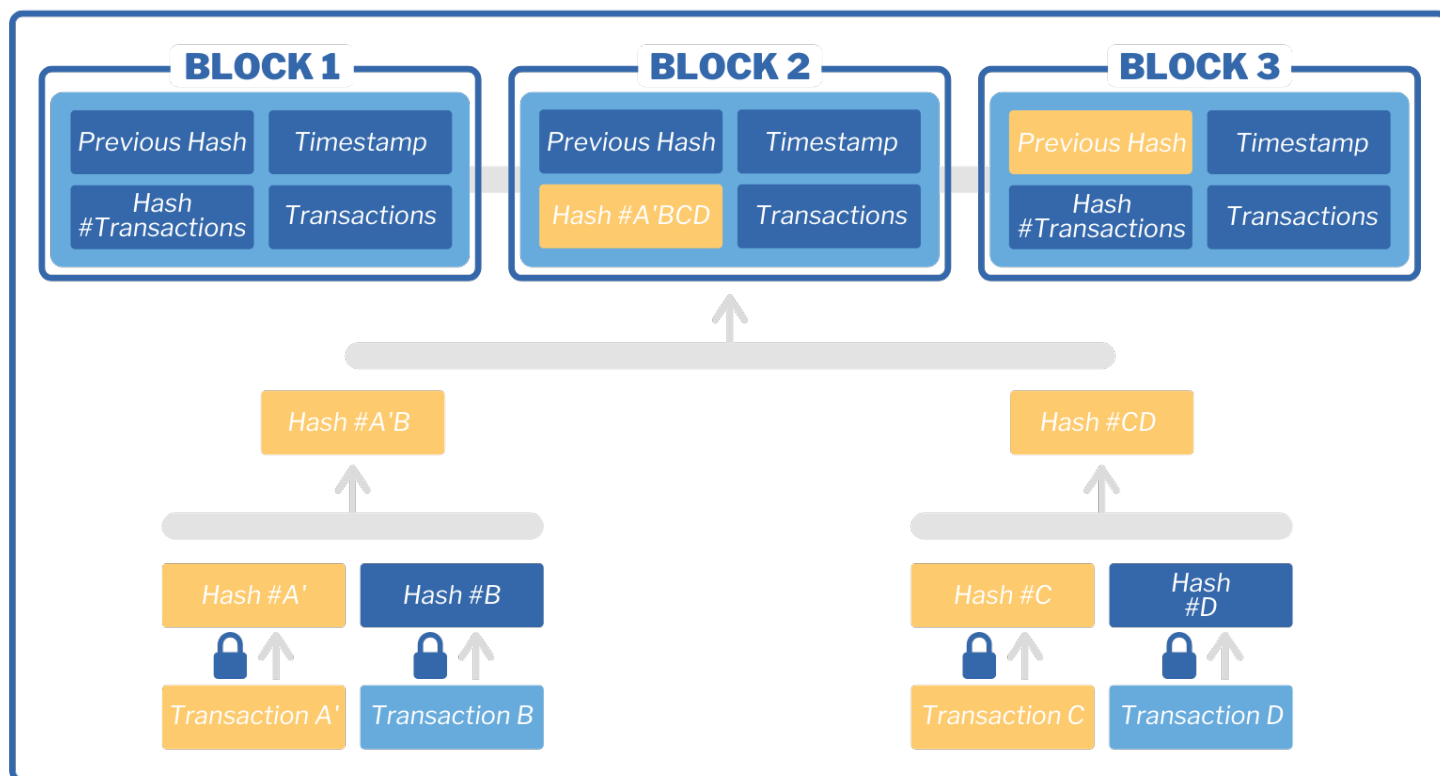 BLOCK 1
BLOCK 2
BLOCK 3
Previous Hash
Timestamp
Hash
#Transactions
Transactions
Previous Hash
Timestamp
Hash #A'BCD
Transactions
Previous Hash
Timestamp
Hash
#Transactions
Transactions
Hash #A'B
Hash #CD
Hash #A'
Hash #B
Hash #C
Hash
#D
Transaction A'
Transaction B
Transaction C
Transaction D